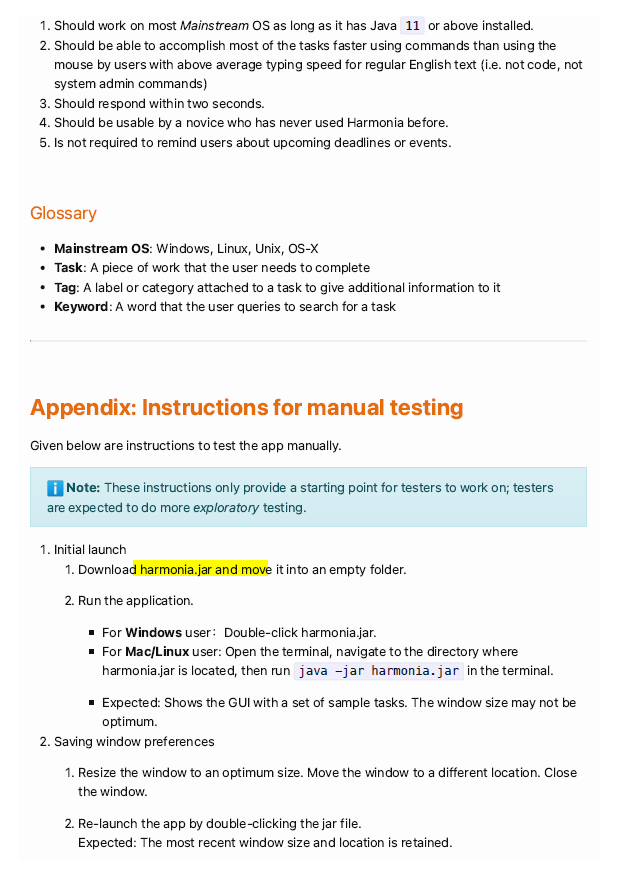 1. Should work on most Mainstream OS as long as it has Java 11 or above installed.
2. Should be able to accomplish most of the tasks faster using commands than using the
mouse by users with above average typing speed for regular English text (i.e. not code, not
system admin commands)
3. Should respond within two seconds.
4. Should be usable by a novice who has never used Harmonia before.
5. Is not required to remind users about upcoming deadlines or events.
Glossary
• Mainstream OS: Windows, Linux, Unix, OS-X
• Task: A piece of work that the user needs to complete
• Tag: A label or category attached to a task to give additional information to it
• Keyword: A word that the user queries to search for a task
Appendix: Instructions for manual testing
Given below are instructions to test the app manually.
ℹ️ Note: These instructions only provide a starting point for testers to work on; testers
are expected to do more exploratory testing.
1. Initial launch
1. Download harmonia.jar and move it into an empty folder.
2. Run the application.
▪ For Windows user：Double-click harmonia.jar.
▪ For Mac/Linux user: Open the terminal, navigate to the directory where
harmonia.jar is located, then run java -jar harmonia.jar in the terminal.
▪ Expected: Shows the GUI with a set of sample tasks. The window size may not be
optimum.
2. Saving window preferences
1. Resize the window to an optimum size. Move the window to a different location. Close
the window.
2. Re-launch the app by double-clicking the jar file.
Expected: The most recent window size and location is retained.